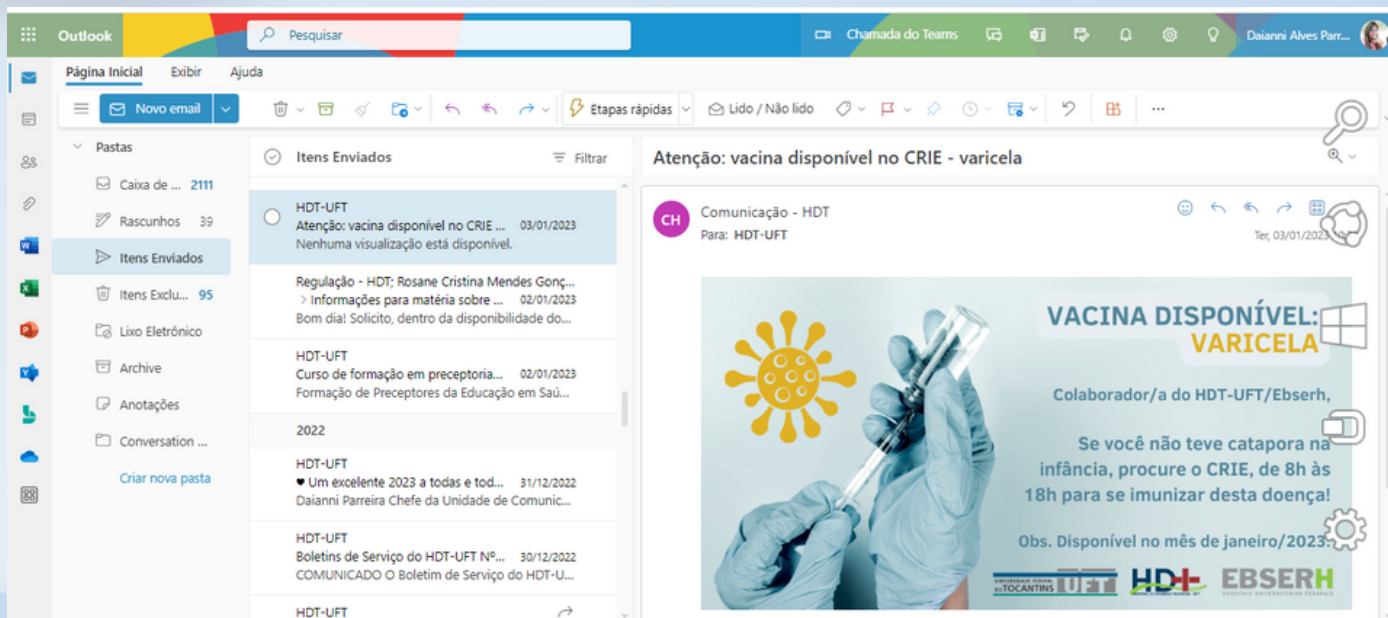 Outlook
Pesquisar
Chamada do Teams
Daianni Alves Parr...
Página Inicial Exibir Ajuda
Novo email
Etapas rápidas
Lido / Não lido
Pastas
Caixa de ... 2111
Rascunhos 39
Itens Enviados
Itens Exclu... 95
Lixo Eletrônico
Archive
Anotações
Conversation ...
Criar nova pasta
Itens Enviados Filtrar
HDT-UFT
Atenção: vacina disponível no CRIE ... 03/01/2023
Nenhuma visualização está disponível.
Regulação - HDT; Rosane Cristina Mendes Gonç...
Informações para matéria sobre ... 02/01/2023
Bom dia! Solicito, dentro da disponibilidade do...
HDT-UFT
Curso de formação em preceptoria... 02/01/2023
Formação de Preceptores da Educação em Saú...
2022
HDT-UFT
♥ Um excelente 2023 a todas e tod... 31/12/2022
Daianni Parreira Chefe da Unidade de Comunic...
HDT-UFT
Boletins de Serviço do HDT-UFT Nº... 30/12/2022
COMUNICADO O Boletim de Serviço do HDT-U...
HDT-UFT
Atenção: vacina disponível no CRIE - varicela
CH
Comunicação - HDT
Para: HDT-UFT
Ter, 03/01/2023
VACINA DISPONÍVEL:
VARICELA
Colaborador/a do HDT-UFT/Ebserh,
Se você não teve catapora na
infância, procure o CRIE, de 8h às
18h para se imunizar desta doença!
Obs. Disponível no mês de janeiro/2023.
UNIVERSIDADE FEDERAL
DO TOCANTINS UFT HDT EBSERH
HOSPITAIS UNIVERSITÁRIOS FEDERAIS